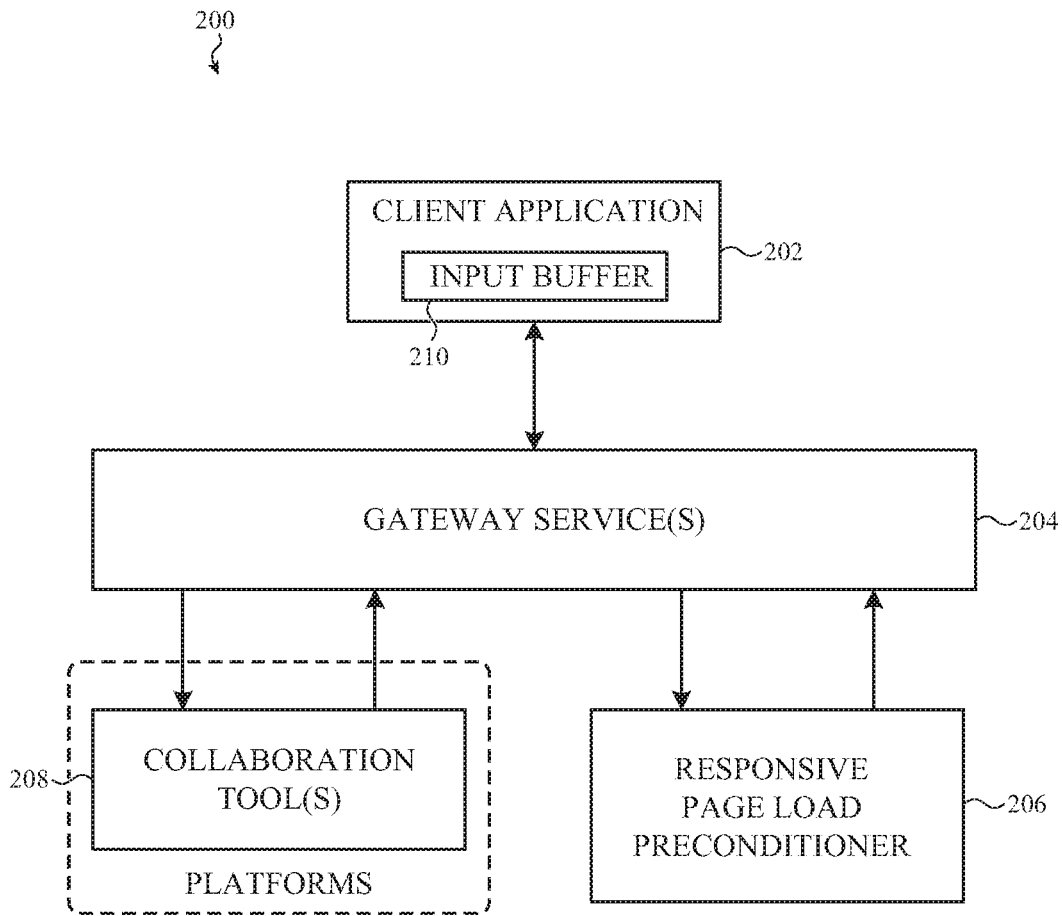 200
CLIENT APPLICATION
202
INPUT BUFFER
210
GATEWAY SERVICE(S)
204
COLLABORATION
TOOL(S)
208
PLATFORMS
RESPONSIVE
PAGE LOAD
PRECONDITIONER
206